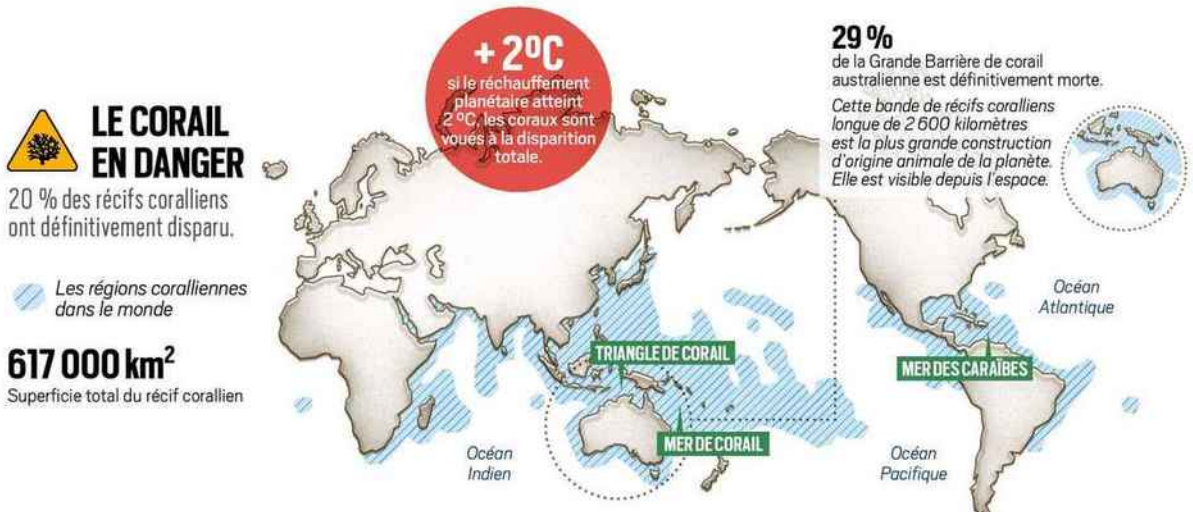 LE CORAIL
EN DANGER
20 % des récifs coralliens
ont définitivement disparu.
Les régions coralliennes
dans le monde
617 000 km²
Superficie total du récif corallien
+ 2ºC
si le réchauffement
planétaire atteint
2 ºC, les coraux sont
voués à la disparition
totale.
29 %
de la Grande Barrière de corail
australienne est définitivement morte.
Cette bande de récifs coralliens
longue de 2 600 kilomètres
est la plus grande construction
d'origine animale de la planète.
Elle est visible depuis l'espace.
Océan
Atlantique
TRIANGLE DE CORAIL
MER DES CARAÏBES
MER DE CORAIL
Océan
Indien
Océan
Pacifique